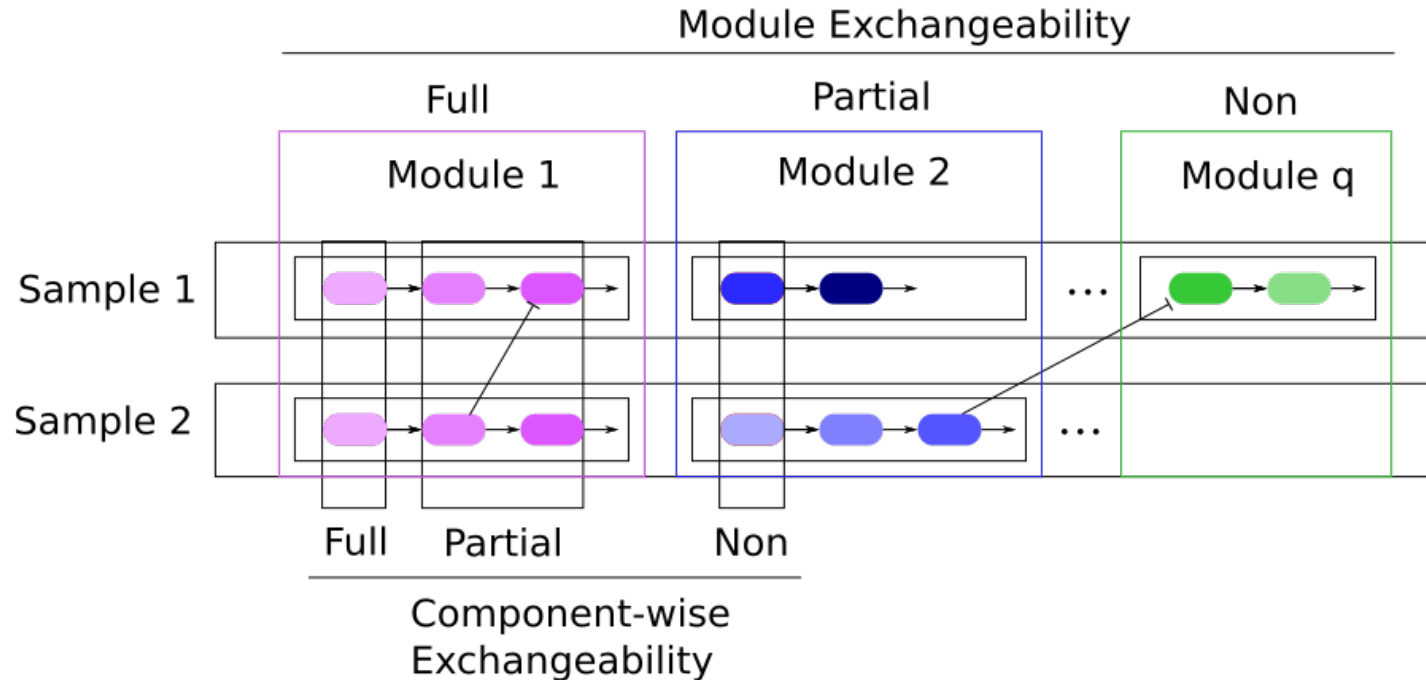 Module Exchangeability
Full
Partial
Non
Module 1
Module 2
Module q
Sample 1
...
Sample 2
...
Full
Partial
Non
Component-wise
Exchangeability